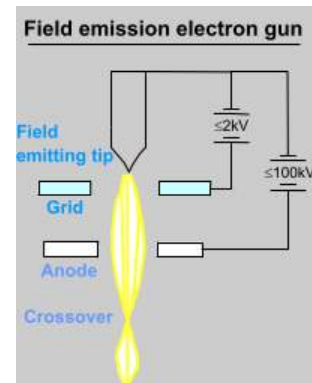 Field emission electron gun
≤2kV
Field
emitting tip
≤100kV
Grid
Anode
Crossover